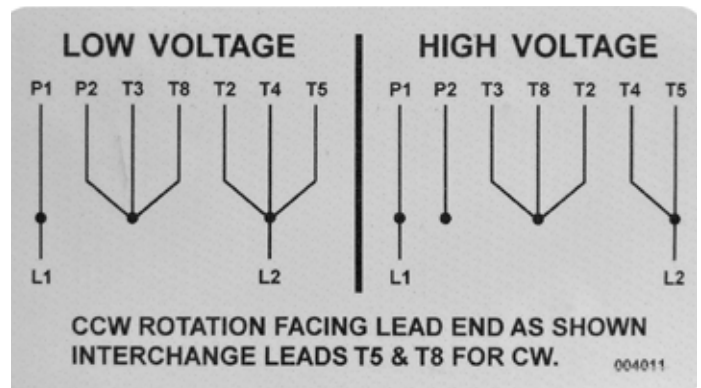 LOW VOLTAGE
P1 P2 T3 T8 T2 T4 T5
L1 L2
HIGH VOLTAGE
P1 P2 T3 T8 T2 T4 T5
L1 L2
CCW ROTATION FACING LEAD END AS SHOWN
INTERCHANGE LEADS T5 & T8 FOR CW.
004011